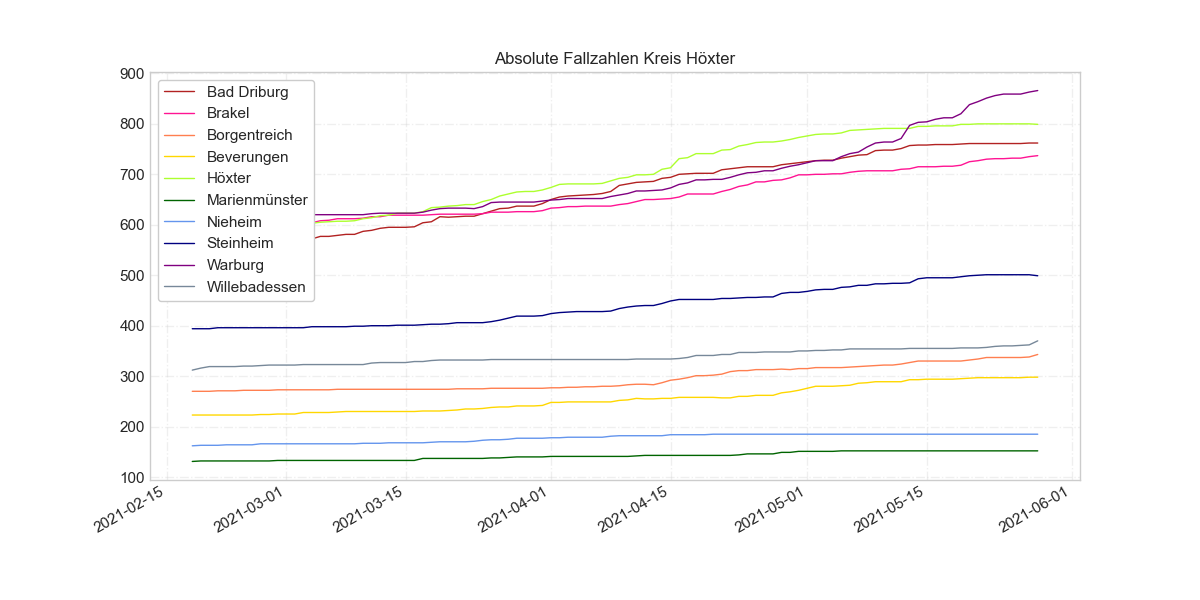 Absolute Fallzahlen Kreis Höxter
900
800
700
600
500
400
300
200
100
Bad Driburg
Brakel
Borgentreich
Beverungen
Höxter
Marienmünster
Nieheim
Steinheim
Warburg
Willebadessen
2021-02-15
2021-03-01
2021-03-15
2021-04-01
2021-04-15
2021-05-01
2021-05-15
2021-06-01